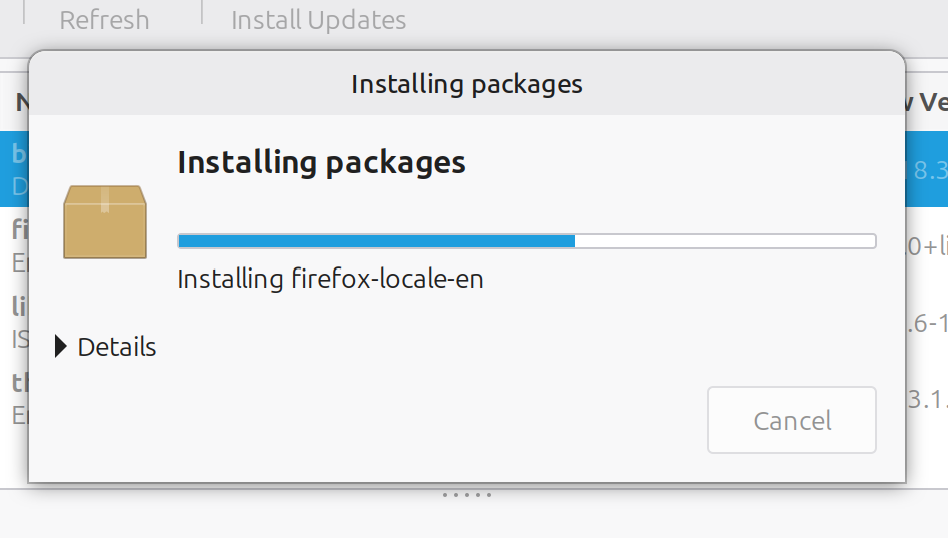 Refresh Install Updates
Installing packages
Installing packages
Installing firefox-locale-en
Details
Cancel